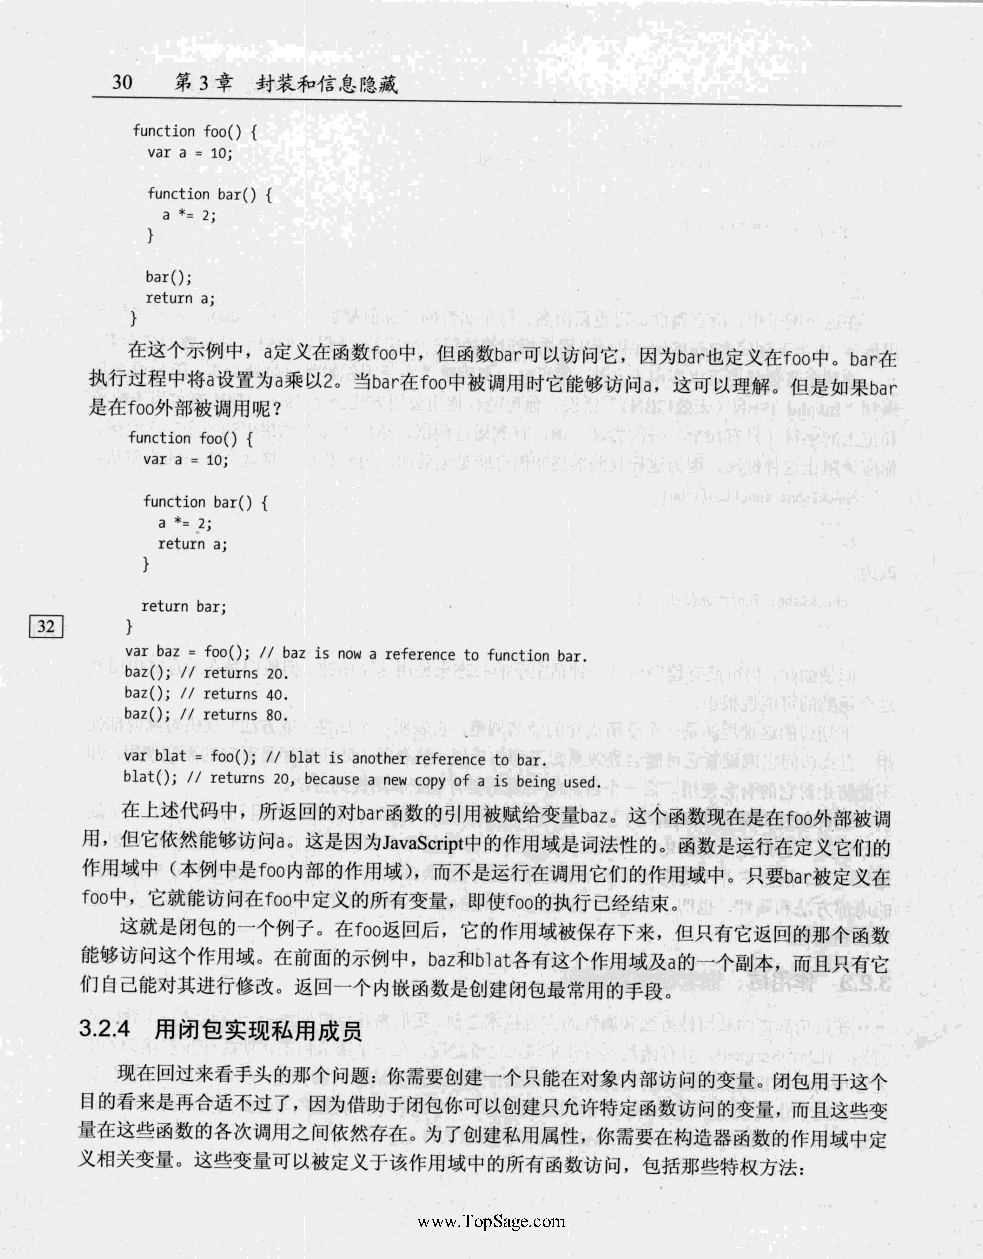 30 第 3 章 封装和信息隐藏
function foo() {
var a = 10;
function bar() {
a *= 2;
}
bar();
return a;
}
在这个示例中，a定义在函数foo中，但函数bar可以访问它，因为bar也定义在foo中。bar在
执行过程中将a设置为a乘以2。当bar在foo中被调用时它能够访问a，这可以理解。但是如果bar
是在foo外部被调用呢？
function foo() {
var a = 10;
function bar() {
a *= 2;
return a;
}
return bar;
32
}
var baz = foo(); // baz is now a reference to function bar.
baz(); // returns 20.
baz(); // returns 40.
baz(); // returns 80.
var blat = foo(); // blat is another reference to bar.
blat(); // returns 20, because a new copy of a is being used.
在上述代码中，所返回的对bar函数的引用被赋给变量baz。这个函数现在是在foo外部被调
用，但它依然能够访问a。这是因为JavaScript中的作用域是词法性的。函数是运行在定义它们的
作用域中（本例中是foo内部的作用域），而不是运行在调用它们的作用域中。只要bar被定义在
foo中，它就能访问在foo中定义的所有变量，即使foo的执行已经结束。
这就是闭包的一个例子。在foo返回后，它的作用域被保存下来，但只有它返回的那个函数
能够访问这个作用域。在前面的示例中，baz和blat各有这个作用域及a的一个副本，而且只有它
们自己能对其进行修改。返回一个内嵌函数是创建闭包最常用的手段。
3.2.4 用闭包实现私用成员
现在回过来看手头的那个问题：你需要创建一个只能在对象内部访问的变量。闭包用于这个
目的看来是再合适不过了，因为借助于闭包你可以创建只允许特定函数访问的变量，而且这些变
量在这些函数的各次调用之间依然存在。为了创建私用属性，你需要在构造器函数的作用域中定
义相关变量。这些变量可以被定义于该作用域中的所有函数访问，包括那些特权方法：
www.TopSage.com